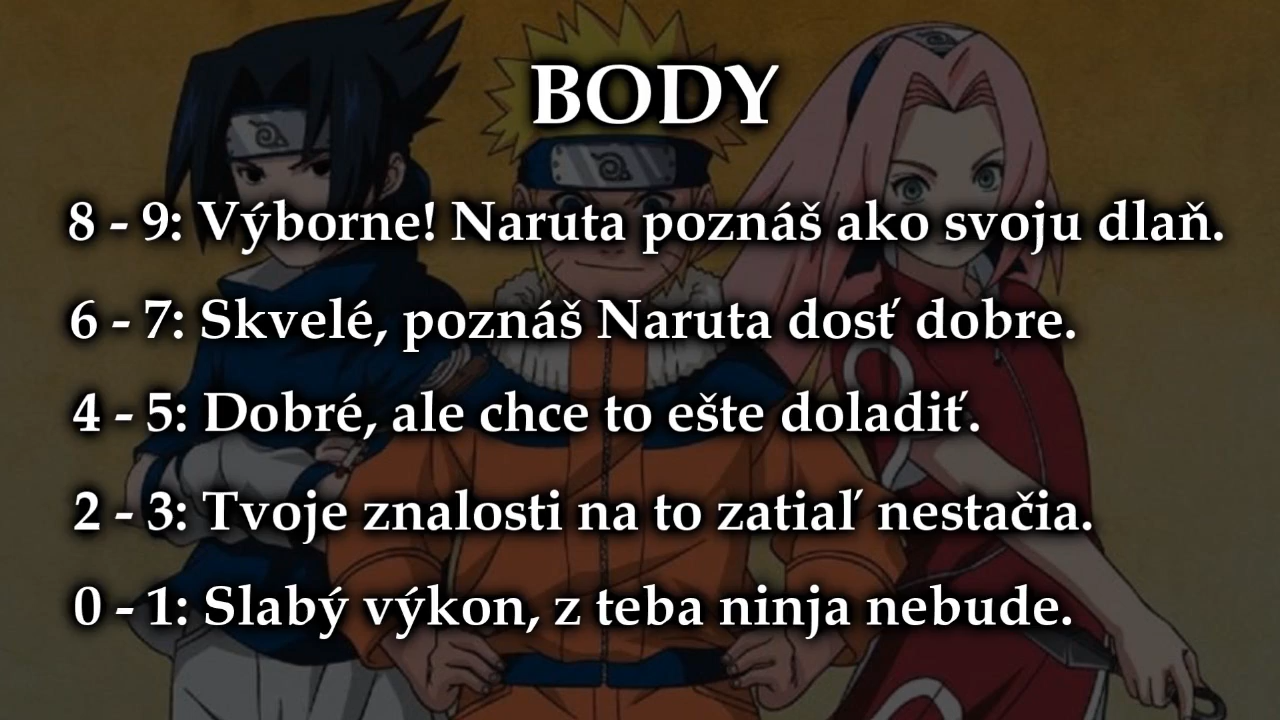 BODY
8 - 9: Výborne! Naruta poznáš ako svoju dlaň.
6 - 7: Skvelé, poznáš Naruta dosť dobre.
4 - 5: Dobré, ale chce to ešte doladiť.
2 - 3: Tvoje znalosti na to zatiaľ nestačia.
0 - 1: Slabý výkon, z teba ninja nebude.